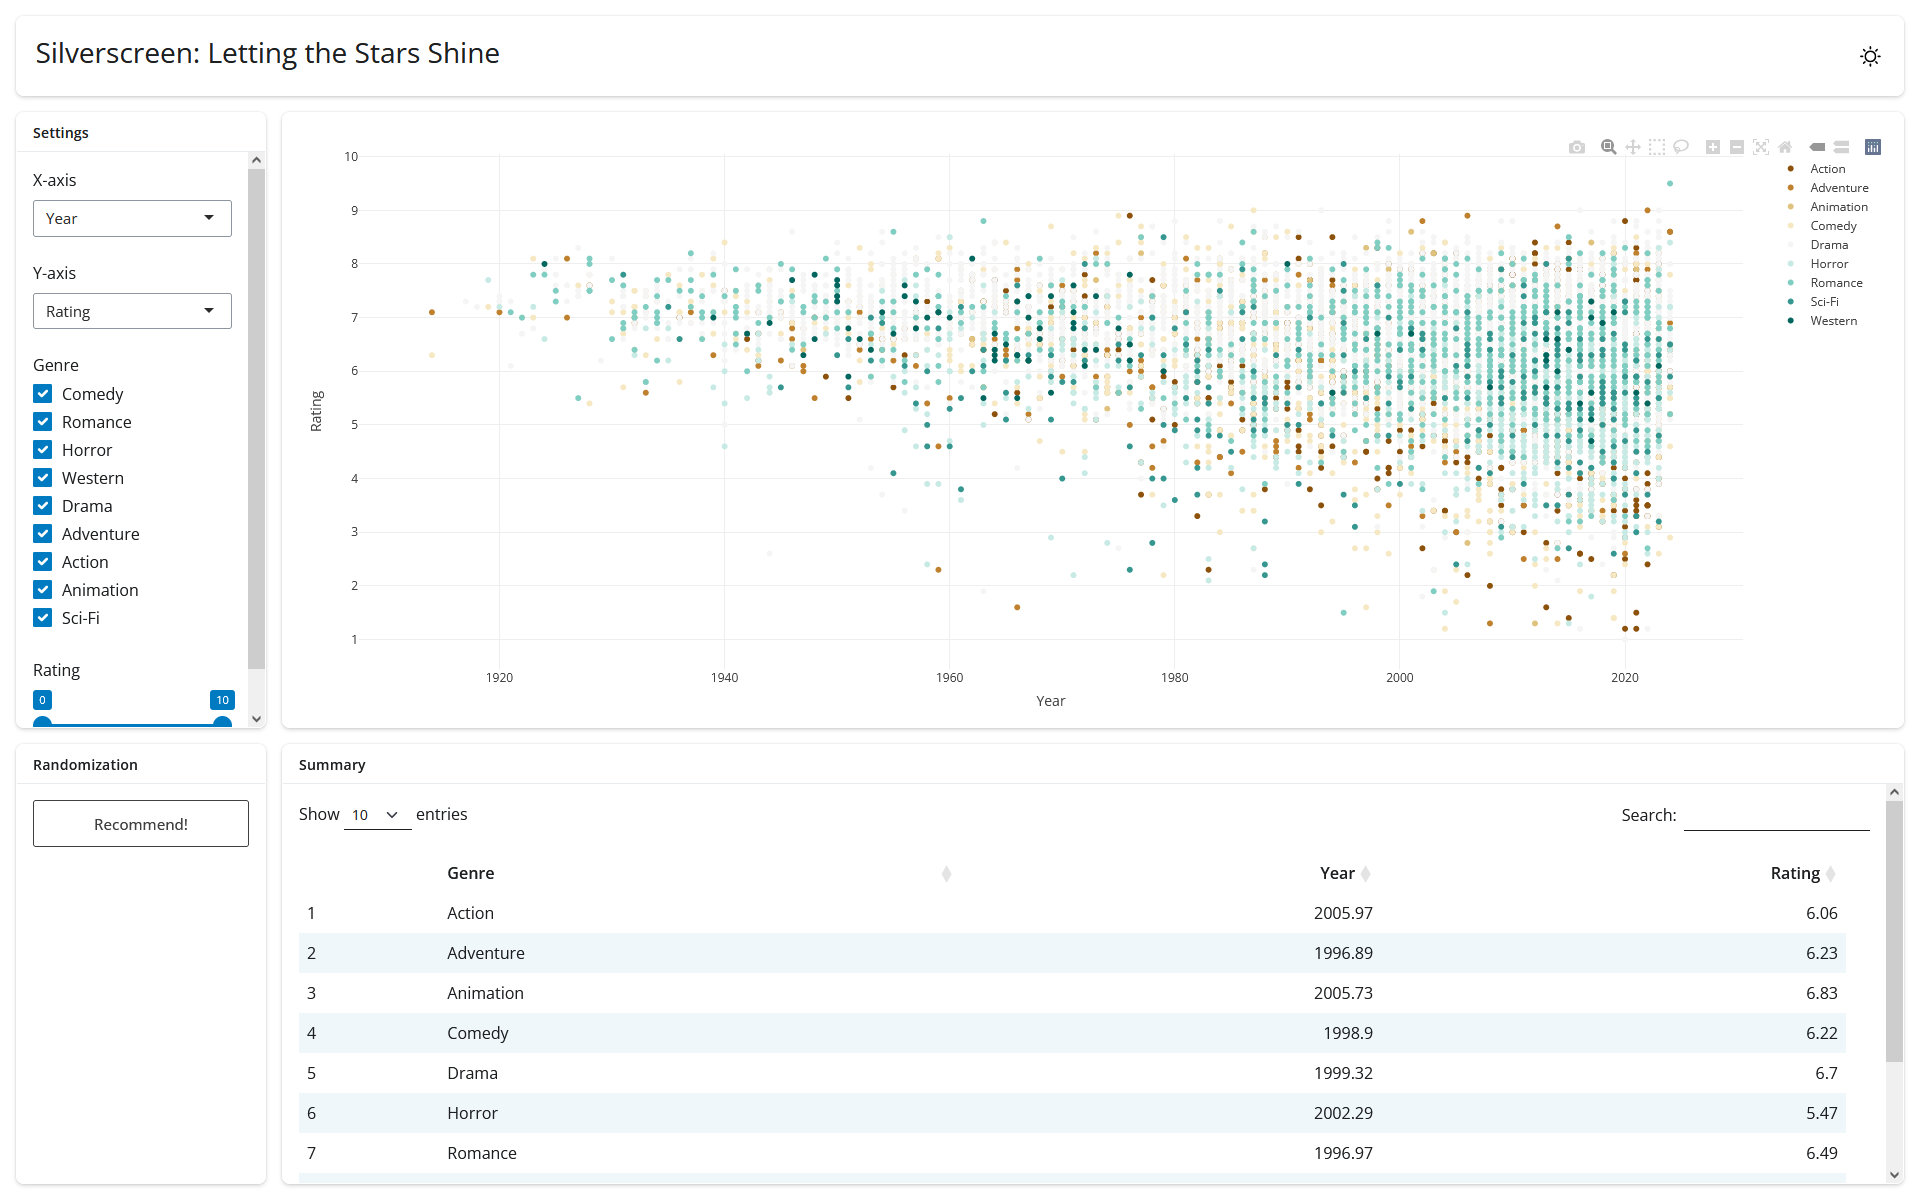 Silverscreen: Letting the Stars Shine
Settings
X-axis
Year
Y-axis
Rating
Genre
Comedy
Romance
Horror
Western
Drama
Adventure
Action
Animation
Sci-Fi
Rating
0 10
10
9
8
7
6
5
4
3
2
1
Rating
1920 1940 1960 1980 2000 2020
Year
Action
Adventure
Animation
Comedy
Drama
Horror
Romance
Sci-Fi
Western
Randomization
Recommend!
Summary
Show 10 entries
Search:
Genre Year Rating
1 Action 2005.97 6.06
2 Adventure 1996.89 6.23
3 Animation 2005.73 6.83
4 Comedy 1998.9 6.22
5 Drama 1999.32 6.7
6 Horror 2002.29 5.47
7 Romance 1996.97 6.49